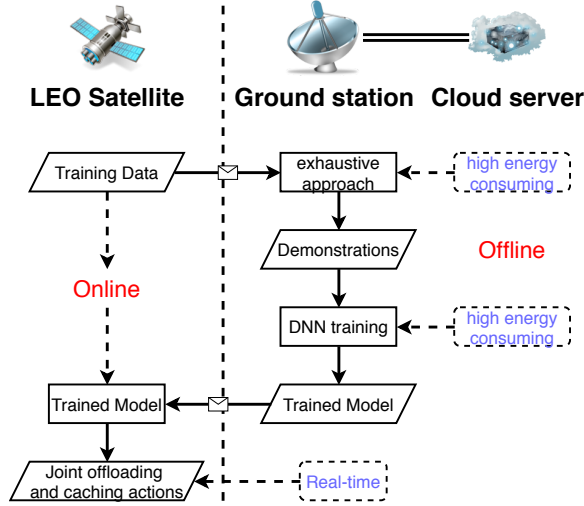 LEO Satellite
Ground station
Cloud server
Training Data
exhaustive
approach
high energy
consuming
Demonstrations
Offline
Online
DNN training
high energy
consuming
Trained Model
Trained Model
Joint offloading
and caching actions
Real-time